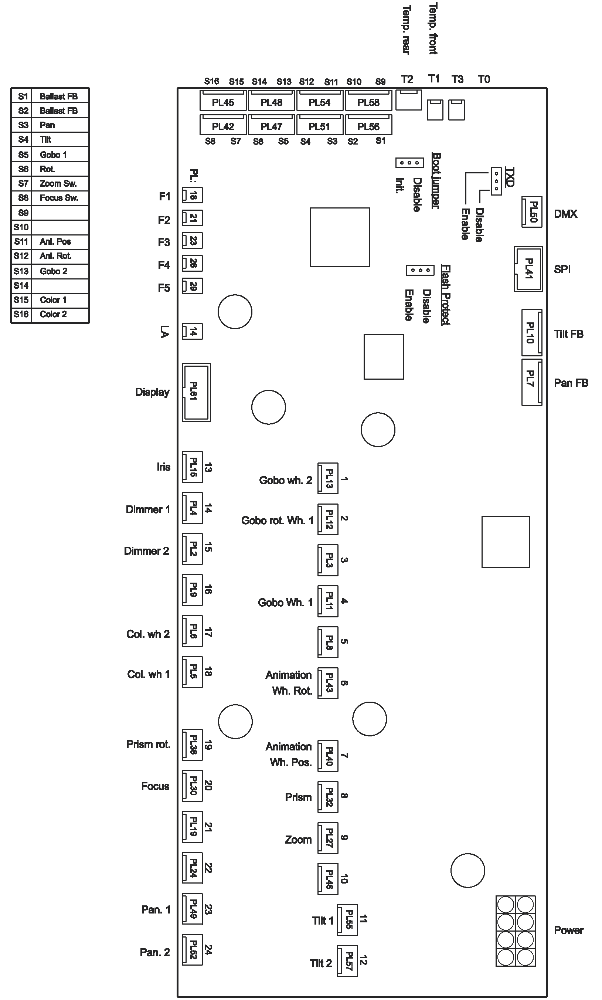 Temp. rear
Temp. front
S16 S15 S14 S13 S12 S11 S10 S9 T2 T1 T3 T0
PL45 PL48 PL54 PL58
PL42 PL47 PL51 PL56
S8 S7 S6 S5 S4 S3 S2 S1
S1 Ballast FB
S2 Ballast FB
S3 Pan
S4 Tilt
S5 Gobo 1
S6 Rot.
S7 Zoom Sw.
S8 Focus Sw.
S9
S10
S11 Ani. Pos
S12 Ani. Rot.
S13 Gobo 2
S14
S15 Color 1
S16 Color 2
Boot jumper
Disable
Init.
TXD
Disable
Enable
Flash Protect
Disable
Enable
PL50 DMX
PL41 SPI
PL10 Tilt FB
PL7 Pan FB
PL:
F1 18
F2 21
F3 23
F4 26
F5 29
LA 14
Display PL61
Iris PL15 13
Dimmer 1 PL4 14
Dimmer 2 PL2 15
PL9 16
Col. wh 2 PL6 17
Col. wh 1 PL5 18
Prism rot. PL36 19
Focus PL30 20
PL19 21
PL24 22
Pan. 1 PL49 23
Pan. 2 PL52 24
Gobo wh. 2 PL13 1
Gobo rot. Wh. 1 PL12 2
PL3 3
Gobo Wh. 1 PL11 4
PL8 5
Animation
Wh. Rot. PL43 6
Animation
Wh. Pos. PL40 7
Prism PL32 8
Zoom PL27 9
PL46 10
Tilt 1 PL55 11
Tilt 2 PL57 12
Power